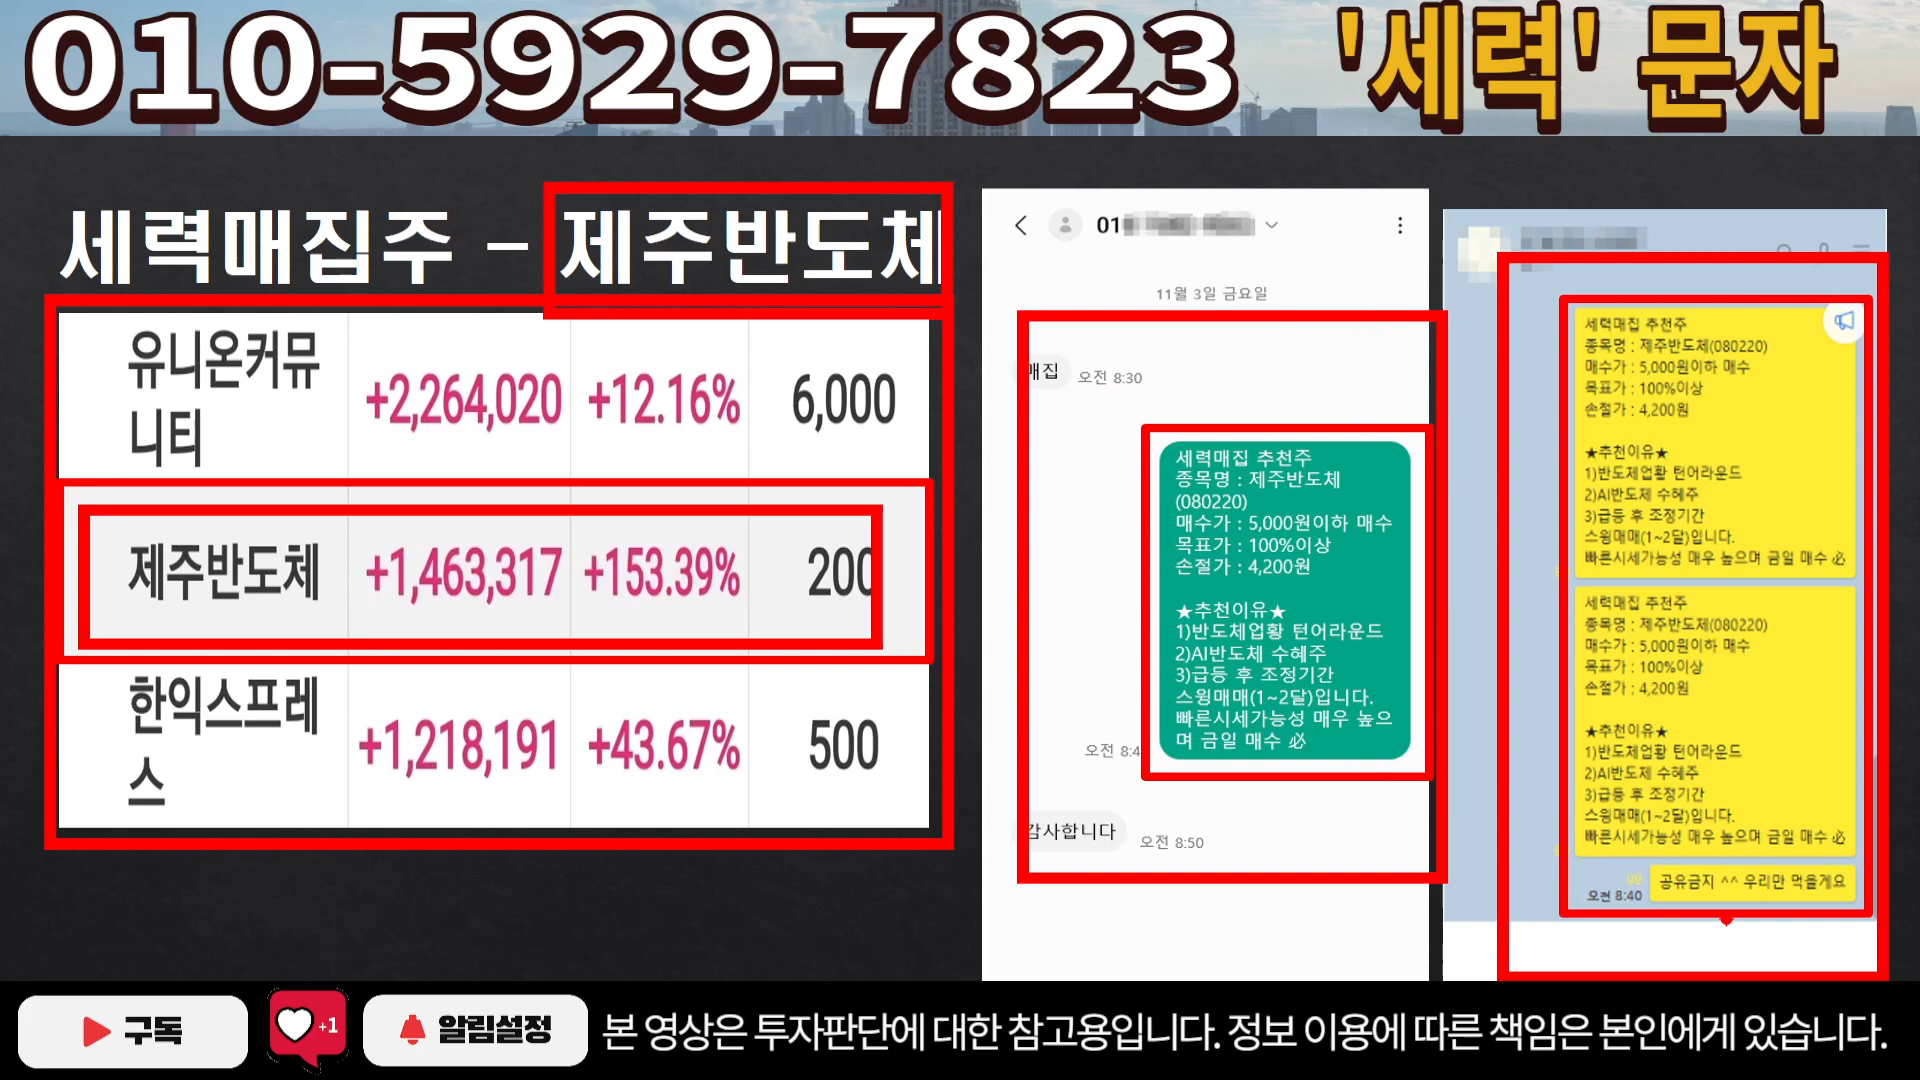 010-5929-7823 '세력' 문자
세력매집주 - 제주반도체
유니온커뮤
니티
+2,264,020 +12.16% 6,000
제주반도체 +1,463,317 +153.39% 200
한익스프레
스
+1,218,191 +43.67% 500
01
11월 3일 금요일
매집
오전 8:30
세력매집 추천주
종목명 : 제주반도체
(080220)
매수가 : 5,000원이하 매수
목표가 : 100%이상
손절가 : 4,200원
★추천이유★
1)반도체업황 턴어라운드
2)AI반도체 수혜주
3)급등 후 조정기간
스윙매매(1~2달)입니다.
빠른시세가능성 매우 높으
며 금일 매수 必
오전 8:4
감사합니다
오전 8:50
세력매집 추천주
종목명 : 제주반도체(080220)
매수가 : 5,000원이하 매수
목표가 : 100%이상
손절가 : 4,200원
★추천이유★
1)반도체업황 턴어라운드
2)AI반도체 수혜주
3)급등 후 조정기간
스윙매매(1~2달)입니다.
빠른시세가능성 매우 높으며 금일 매수 必
세력매집 추천주
종목명 : 제주반도체(080220)
매수가 : 5,000원이하 매수
목표가 : 100%이상
손절가 : 4,200원
★추천이유★
1)반도체업황 턴어라운드
2)AI반도체 수혜주
3)급등 후 조정기간
스윙매매(1~2달)입니다.
빠른시세가능성 매우 높으며 금일 매수 必
공유금지 ^^ 우리만 먹을게요
오전 8:40
구독
+1
알림설정
본 영상은 투자판단에 대한 참고용입니다. 정보 이용에 따른 책임은 본인에게 있습니다.